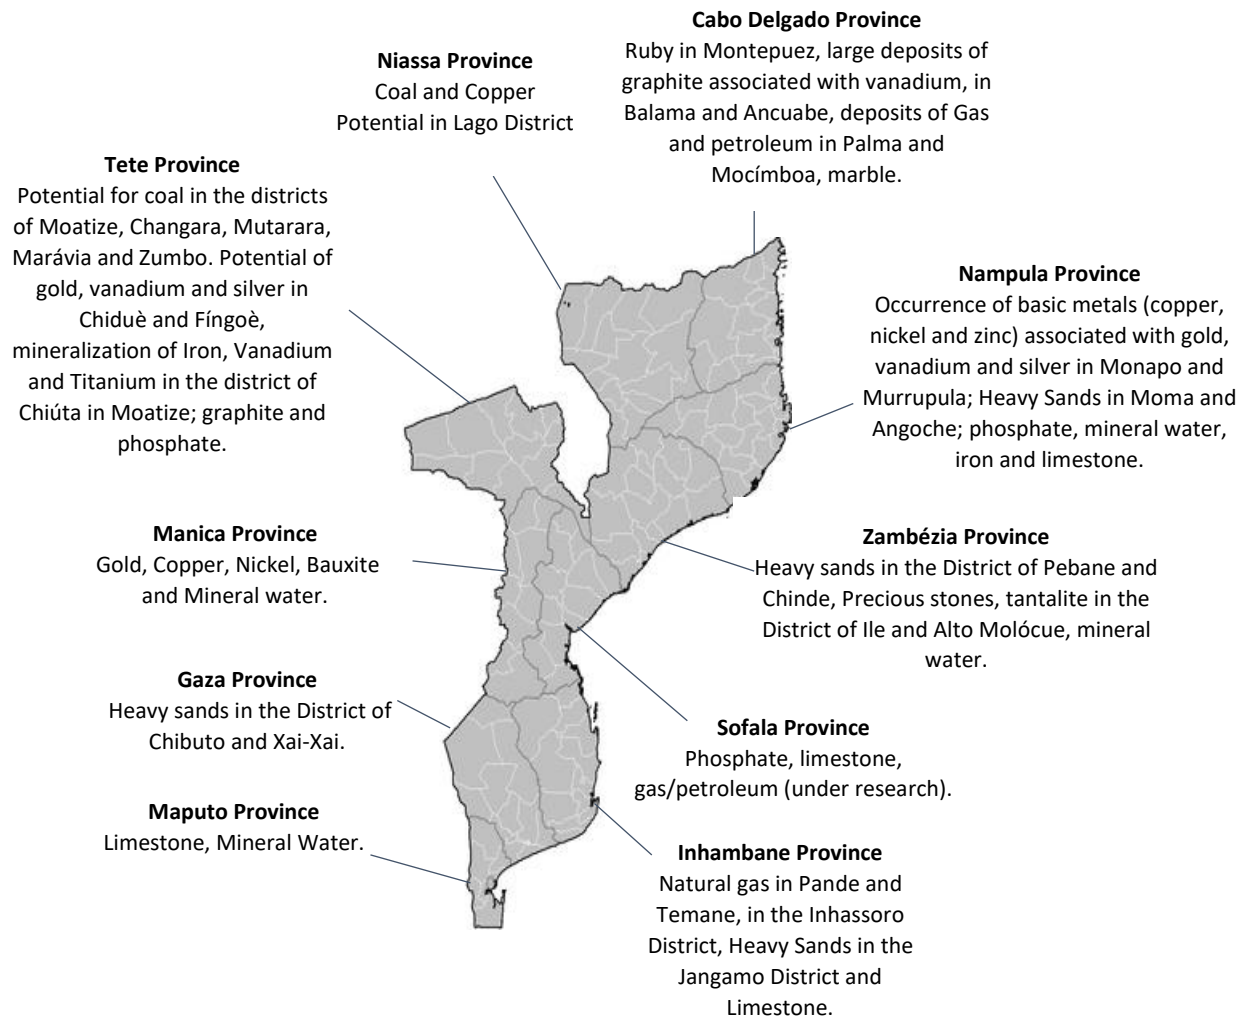 Cabo Delgado Province
Ruby in Montepuez, large deposits of
graphite associated with vanadium, in
Balama and Ancuabe, deposits of Gas
and petroleum in Palma and
Mocímboa, marble.
Niassa Province
Coal and Copper
Potential in Lago District
Tete Province
Potential for coal in the districts
of Moatize, Changara, Mutarara,
Marávia and Zumbo. Potential of
gold, vanadium and silver in
Chiduè and Fíngoè,
mineralization of Iron, Vanadium
and Titanium in the district of
Chiúta in Moatize; graphite and
phosphate.
Nampula Province
Occurrence of basic metals (copper,
nickel and zinc) associated with gold,
vanadium and silver in Monapo and
Murrupula; Heavy Sands in Moma and
Angoche; phosphate, mineral water,
iron and limestone.
Manica Province
Gold, Copper, Nickel, Bauxite
and Mineral water.
Zambézia Province
Heavy sands in the District of Pebane and
Chinde, Precious stones, tantalite in the
District of Ile and Alto Molócue, mineral
water.
Gaza Province
Heavy sands in the District of
Chibuto and Xai-Xai.
Sofala Province
Phosphate, limestone,
gas/petroleum (under research).
Maputo Province
Limestone, Mineral Water.
Inhambane Province
Natural gas in Pande and
Temane, in the Inhassoro
District, Heavy Sands in the
Jangamo District and
Limestone.